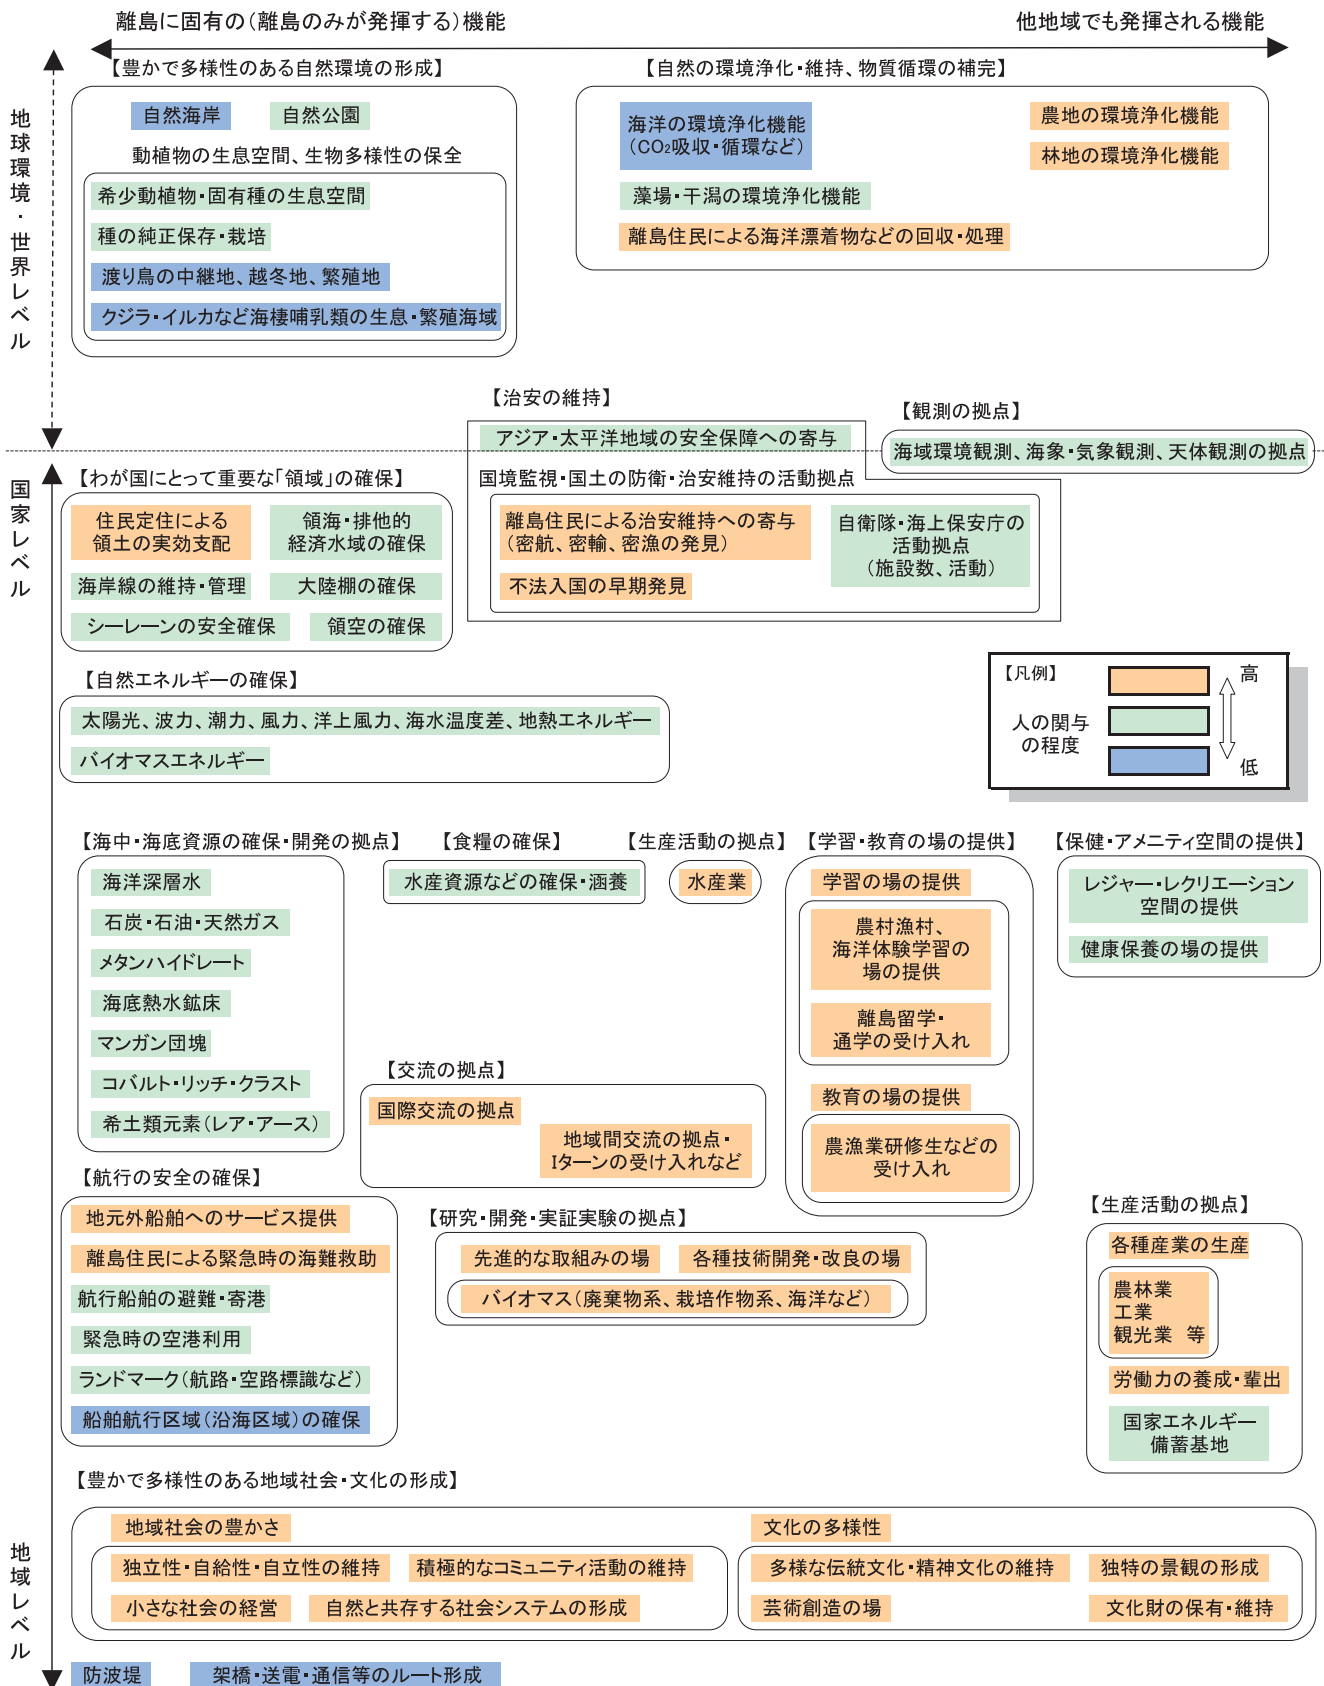 離島に固有の(離島のみが発揮する)機能
他地域でも発揮される機能
地球環境・世界レベル
【豊かで多様性のある自然環境の形成】
自然海岸
自然公園
動植物の生息空間、生物多様性の保全
希少動植物・固有種の生息空間
種の純正保存・栽培
渡り鳥の中継地、越冬地、繁殖地
クジラ・イルカなど海棲哺乳類の生息・繁殖海域
【自然の環境浄化・維持、物質循環の補完】
海洋の環境浄化機能
(CO₂吸収・循環など)
農地の環境浄化機能
林地の環境浄化機能
藻場・干潟の環境浄化機能
離島住民による海洋漂着物などの回収・処理
【治安の維持】
アジア・太平洋地域の安全保障への寄与
国境監視・国土の防衛・治安維持の活動拠点
離島住民による治安維持への寄与
(密航、密輸、密漁の発見)
不法入国の早期発見
自衛隊・海上保安庁の
活動拠点
(施設数、活動)
【観測の拠点】
海域環境観測、海象・気象観測、天体観測の拠点
国家レベル
【わが国にとって重要な「領域」の確保】
住民定住による
領土の実効支配
領海・排他的
経済水域の確保
海岸線の維持・管理
大陸棚の確保
シーレーンの安全確保
領空の確保
【自然エネルギーの確保】
太陽光、波力、潮力、風力、洋上風力、海水温度差、地熱エネルギー
バイオマスエネルギー
【凡例】
人の関与
の程度
高
低
【海中・海底資源の確保・開発の拠点】
海洋深層水
石炭・石油・天然ガス
メタンハイドレート
海底熱水鉱床
マンガン団塊
コバルト・リッチ・クラスト
希土類元素(レア・アース)
【食糧の確保】
水産資源などの確保・涵養
【生産活動の拠点】
水産業
【学習・教育の場の提供】
学習の場の提供
農村漁村、
海洋体験学習の
場の提供
離島留学・
通学の受け入れ
教育の場の提供
農漁業研修生などの
受け入れ
【保健・アメニティ空間の提供】
レジャー・レクリエーション
空間の提供
健康保養の場の提供
【交流の拠点】
国際交流の拠点
地域間交流の拠点・
Iターンの受け入れなど
【航行の安全の確保】
地元外船舶へのサービス提供
離島住民による緊急時の海難救助
航行船舶の避難・寄港
緊急時の空港利用
ランドマーク(航路・空路標識など)
船舶航行区域(沿海区域)の確保
【研究・開発・実証実験の拠点】
先進的な取組みの場
各種技術開発・改良の場
バイオマス(廃棄物系、栽培作物系、海洋など)
【生産活動の拠点】
各種産業の生産
農林業
工業
観光業 等
労働力の養成・輩出
国家エネルギー
備蓄基地
地域レベル
【豊かで多様性のある地域社会・文化の形成】
地域社会の豊かさ
独立性・自給性・自立性の維持
積極的なコミュニティ活動の維持
小さな社会の経営
自然と共存する社会システムの形成
文化の多様性
多様な伝統文化・精神文化の維持
独特の景観の形成
芸術創造の場
文化財の保有・維持
防波堤
架橋・送電・通信等のルート形成